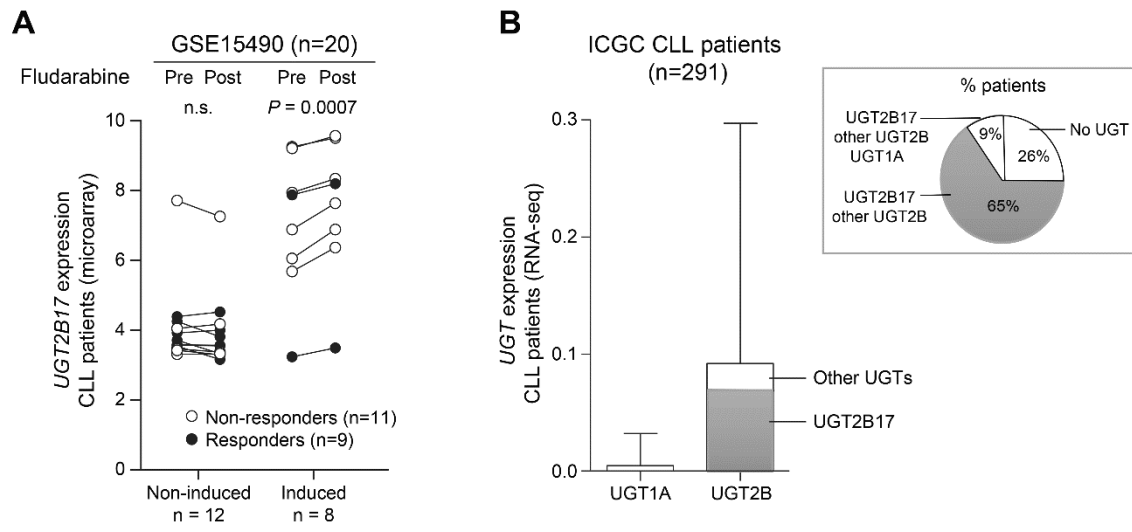 A
GSE15490 (n=20)
Fludarabine
Pre Post Pre Post
n.s. P = 0.0007
UGT2B17 expression
CLL patients (microarray)
10
8
6
4
2
0
Non-responders (n=11)
Responders (n=9)
Non-induced
n = 12
Induced
n = 8
B
ICGC CLL patients
(n=291)
UGT expression
CLL patients (RNA-seq)
0.3
0.2
0.1
0.0
Other UGTs
UGT2B17
UGT1A
UGT2B
% patients
UGT2B17
other UGT2B
UGT1A
9%
No UGT
26%
UGT2B17
other UGT2B
65%